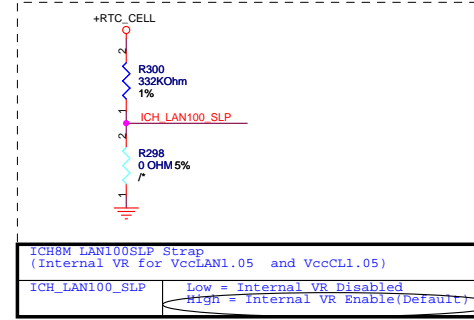 +RTC_CELL
2
R300
332KOhm
1%
1
ICH_LAN100_SLP
2
R298
0 OHM 5%
/*
1
ICH8M LAN100SLP Strap
(Internal VR for VccLAN1.05 and VccCL1.05)
ICH_LAN100_SLP
Low = Internal VR Disabled
High = Internal VR Enable(Default)